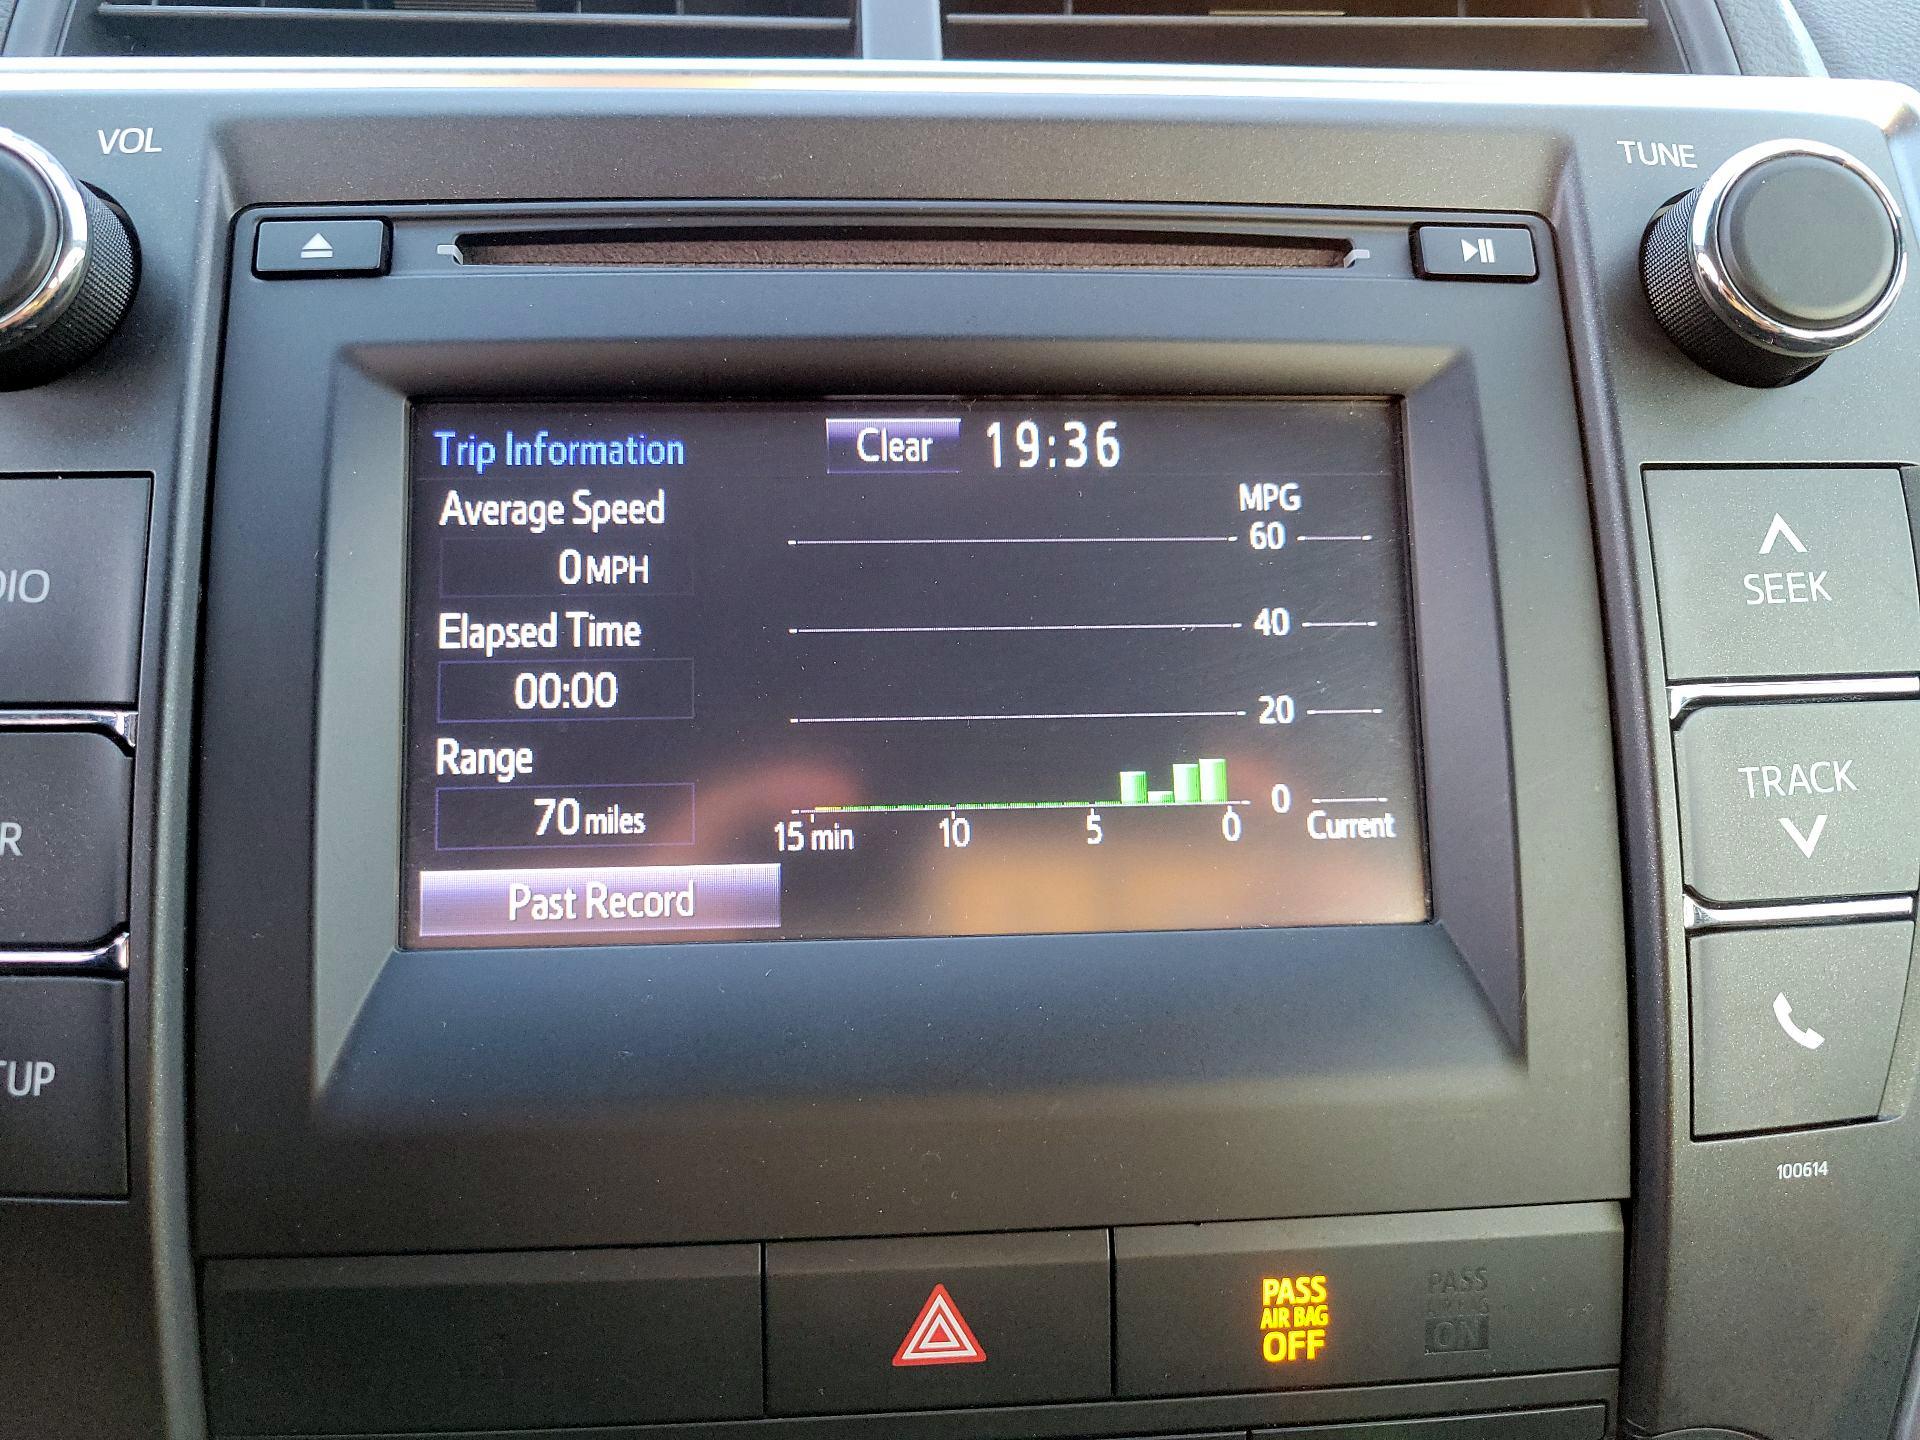 VOL
TUNE
Trip Information
Clear
19:36
Average Speed
0 MPH
Elapsed Time
00:00
Range
70 miles
Past Record
MPG
60
40
20
0
15 min 10 5 0 Current
DIO
R
TUP
SEEK
TRACK
100614
PASS
AIR BAG
OFF
PASS
ON